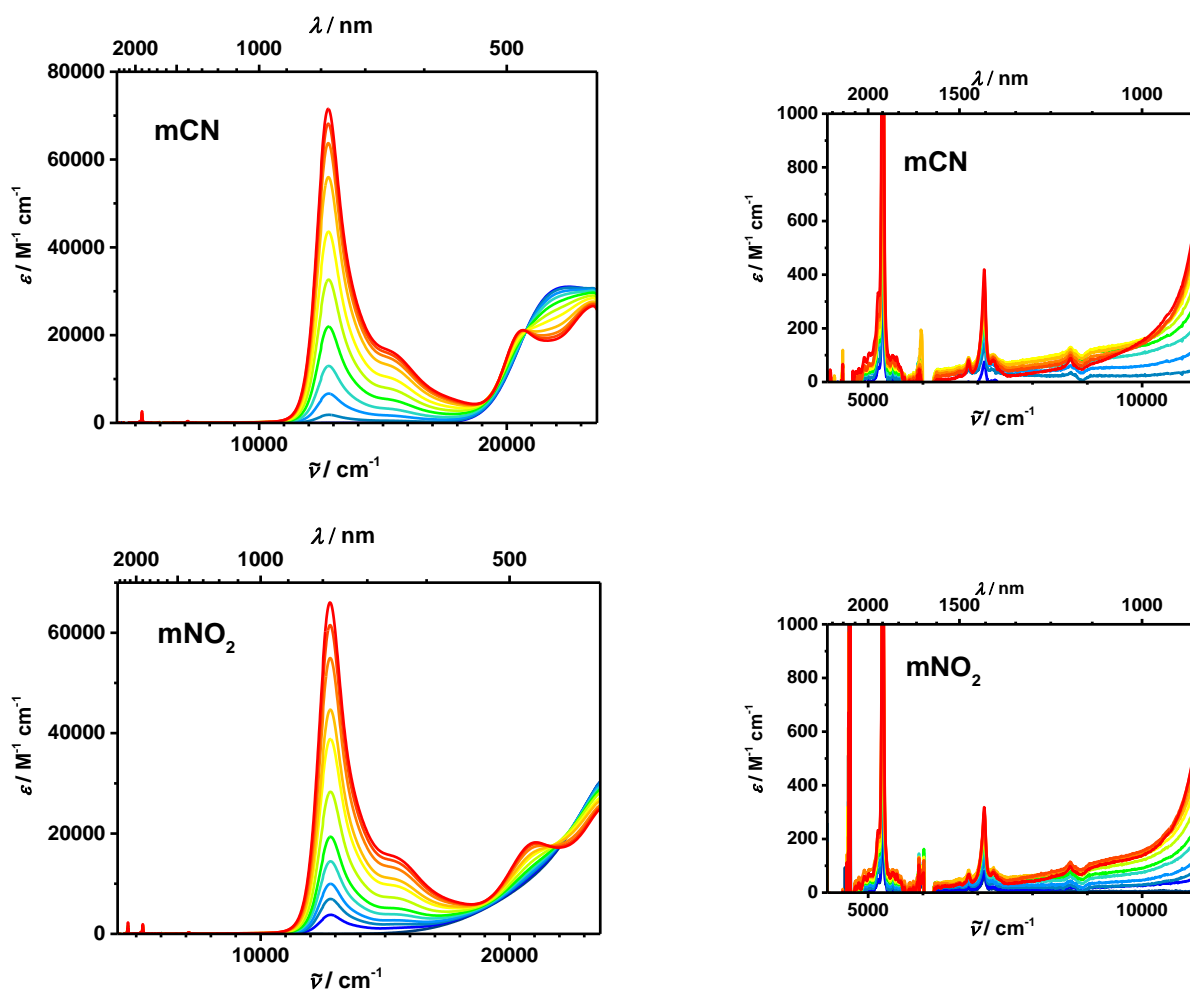 λ / nm
2000 1000 500
80000
60000
40000
20000
0
ε / M⁻¹ cm⁻¹
mCN
10000 20000
ṽ / cm⁻¹
λ / nm
2000 1500 1000
1000
800
600
400
200
0
ε / M⁻¹ cm⁻¹
mCN
5000 10000
ṽ / cm⁻¹
λ / nm
2000 1000 500
60000
40000
20000
0
ε / M⁻¹ cm⁻¹
mNO₂
10000 20000
ṽ / cm⁻¹
λ / nm
2000 1500 1000
1000
800
600
400
200
0
ε / M⁻¹ cm⁻¹
mNO₂
5000 10000
ṽ / cm⁻¹